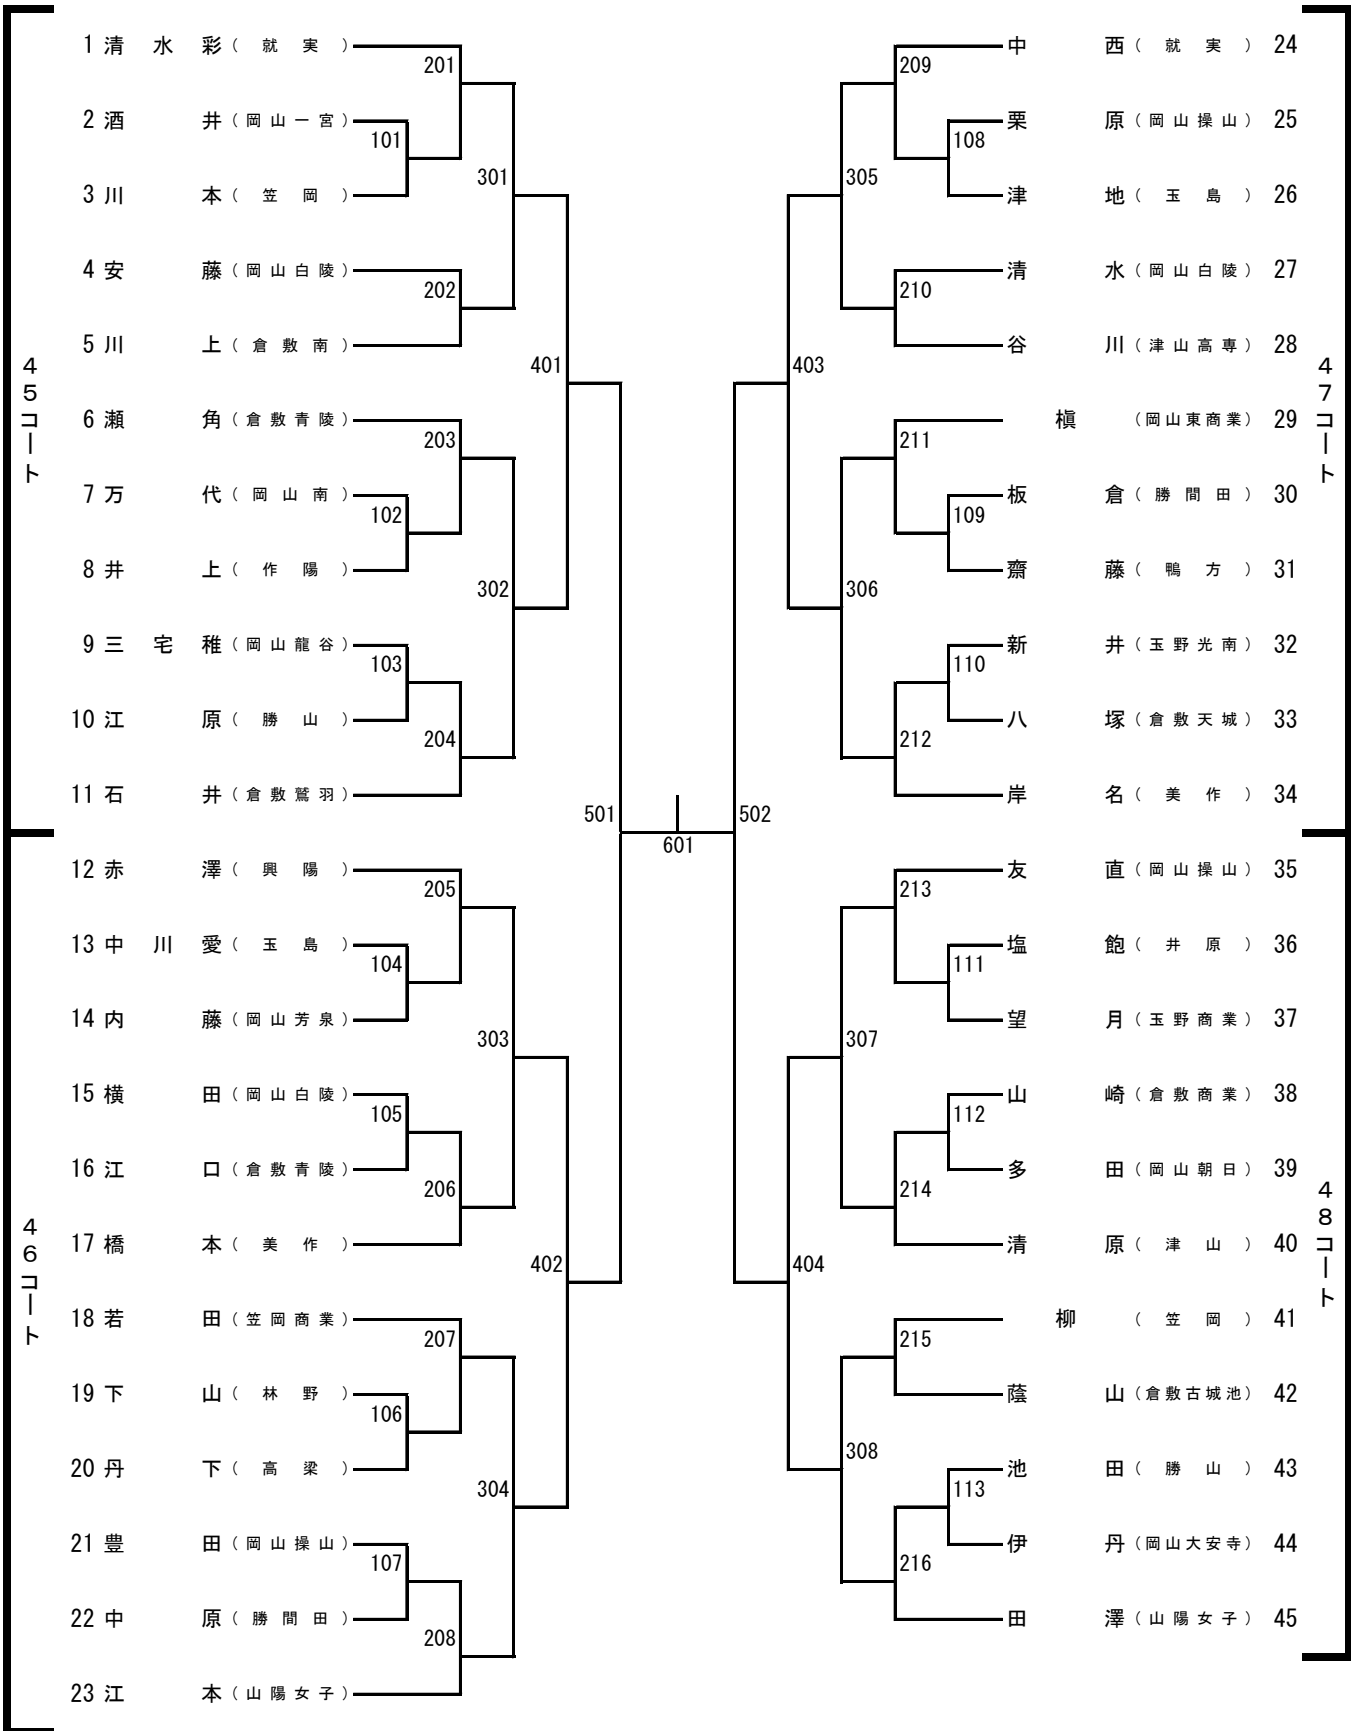 45コート
1 清水彩（就実）
201
2 酒井（岡山一宮）
101
3 川本（笠岡）
301
4 安藤（岡山白陵）
202
5 川上（倉敷南）
401
6 瀬角（倉敷青陵）
203
7 万代（岡山南）
102
8 井上（作陽）
302
9 三宅稚（岡山龍谷）
103
10 江原（勝山）
204
11 石井（倉敷鷲羽）
501
46コート
12 赤澤（興陽）
205
13 中川愛（玉島）
104
14 内藤（岡山芳泉）
303
15 横田（岡山白陵）
105
16 江口（倉敷青陵）
206
17 橋本（美作）
402
18 若田（笠岡商業）
207
19 下山（林野）
106
20 丹下（高梁）
304
21 豊田（岡山操山）
107
22 中原（勝間田）
208
23 江本（山陽女子）
601
47コート
中西（就実） 24
209
栗原（岡山操山） 25
108
津地（玉島） 26
305
清水（岡山白陵） 27
210
谷川（津山高専） 28
403
槇（岡山東商業） 29
211
板倉（勝間田） 30
109
齋藤（鴨方） 31
306
新井（玉野光南） 32
110
八塚（倉敷天城） 33
212
岸名（美作） 34
502
48コート
友直（岡山操山） 35
213
塩飽（井原） 36
111
望月（玉野商業） 37
307
山崎（倉敷商業） 38
112
多田（岡山朝日） 39
214
清原（津山） 40
404
柳（笠岡） 41
215
蔭山（倉敷古城池） 42
308
池田（勝山） 43
113
伊丹（岡山大安寺） 44
216
田澤（山陽女子） 45